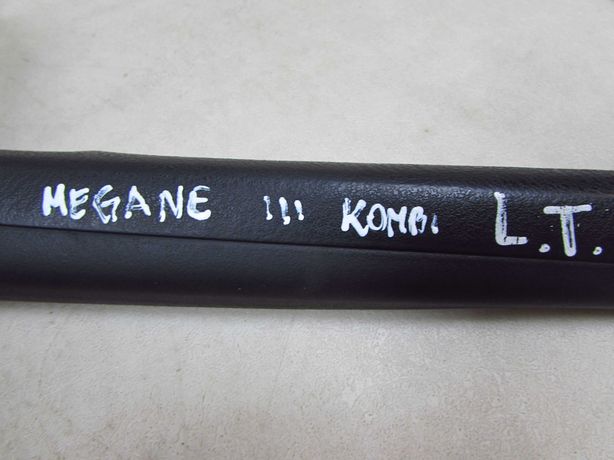 MEGANE III KOMBI L.T.